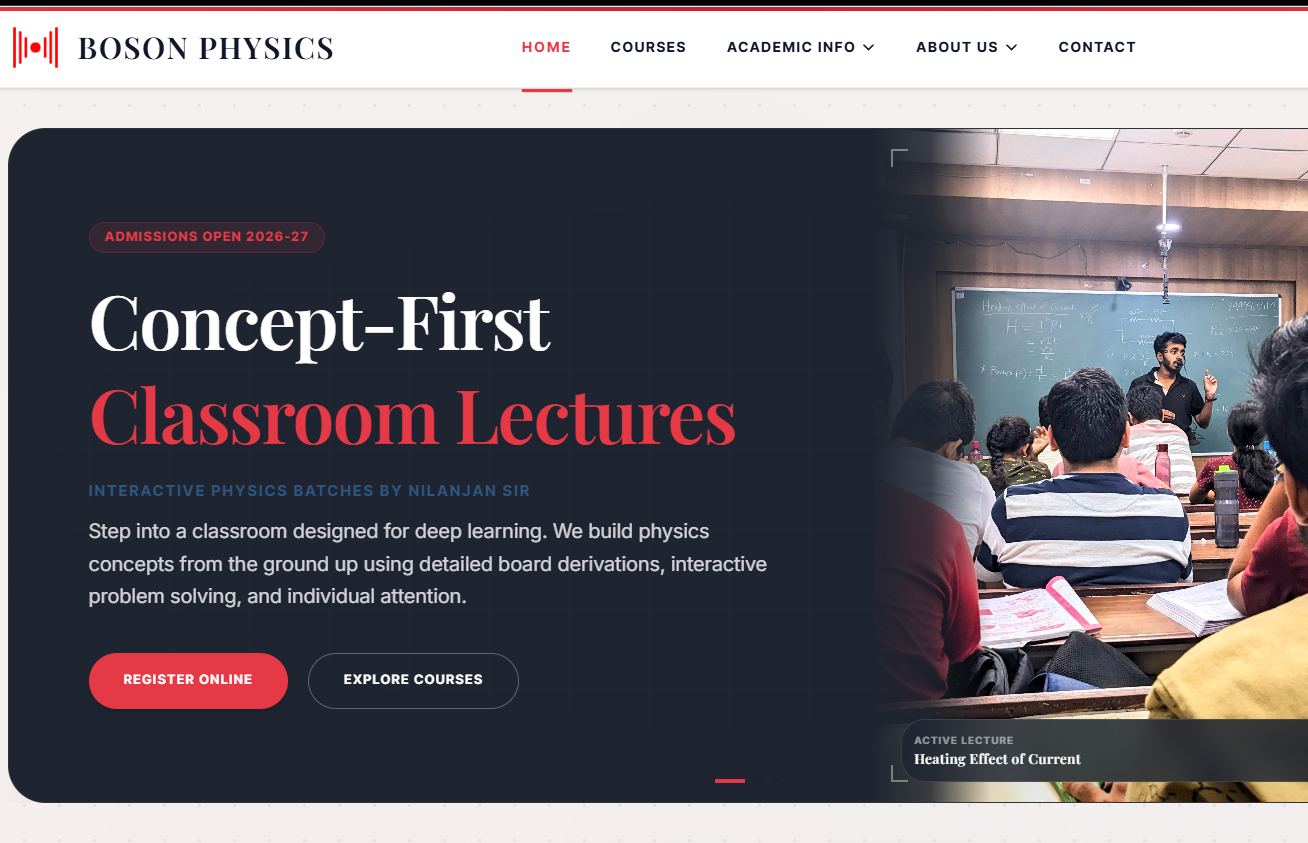 BOSON PHYSICS
HOME COURSES ACADEMIC INFO ABOUT US CONTACT
ADMISSIONS OPEN 2026-27
Concept-First
Classroom Lectures
INTERACTIVE PHYSICS BATCHES BY NILANJAN SIR
Step into a classroom designed for deep learning. We build physics
concepts from the ground up using detailed board derivations, interactive
problem solving, and individual attention.
REGISTER ONLINE EXPLORE COURSES
Heating Effect of Current
ACTIVE LECTURE
Heating Effect of Current